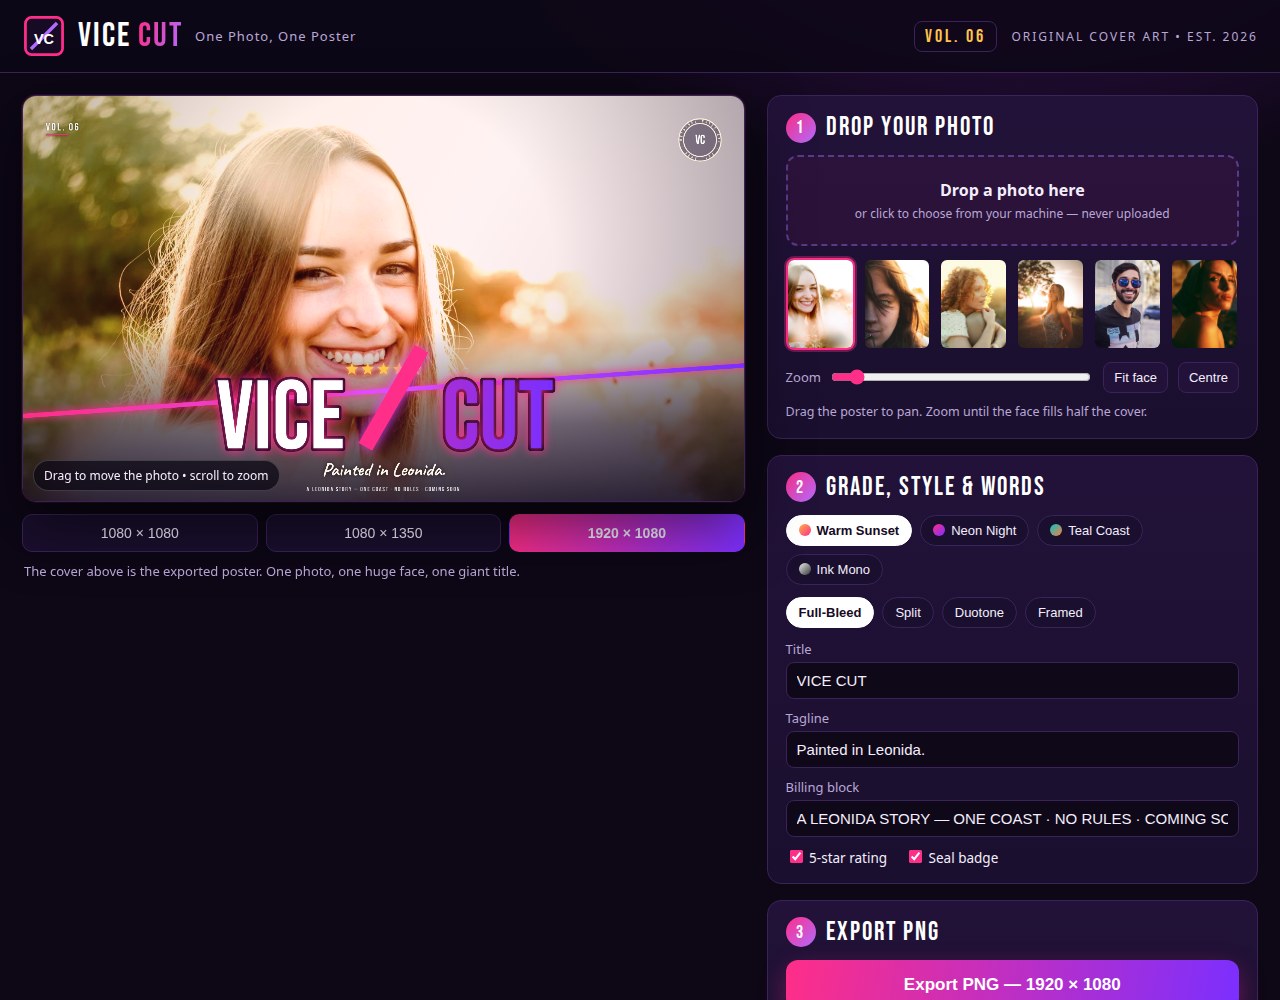 VC
VICE CUT
One Photo, One Poster
VOL. 06
ORIGINAL COVER ART • EST. 2026
VOL. 06
VC
VICE CUT
Painted in Leonida.
A LEONIDA STORY — ONE COAST · NO RULES · COMING SOON
Drag to move the photo • scroll to zoom
1080 × 1080
1080 × 1350
1920 × 1080
The cover above is the exported poster. One photo, one huge face, one giant title.
1 DROP YOUR PHOTO
Drop a photo here
or click to choose from your machine — never uploaded
Zoom
Fit face
Centre
Drag the poster to pan. Zoom until the face fills half the cover.
2 GRADE, STYLE & WORDS
Warm Sunset
Neon Night
Teal Coast
Ink Mono
Full-Bleed
Split
Duotone
Framed
Title
VICE CUT
Tagline
Painted in Leonida.
Billing block
A LEONIDA STORY — ONE COAST · NO RULES · COMING SO
5-star rating
Seal badge
3 EXPORT PNG
Export PNG — 1920 × 1080